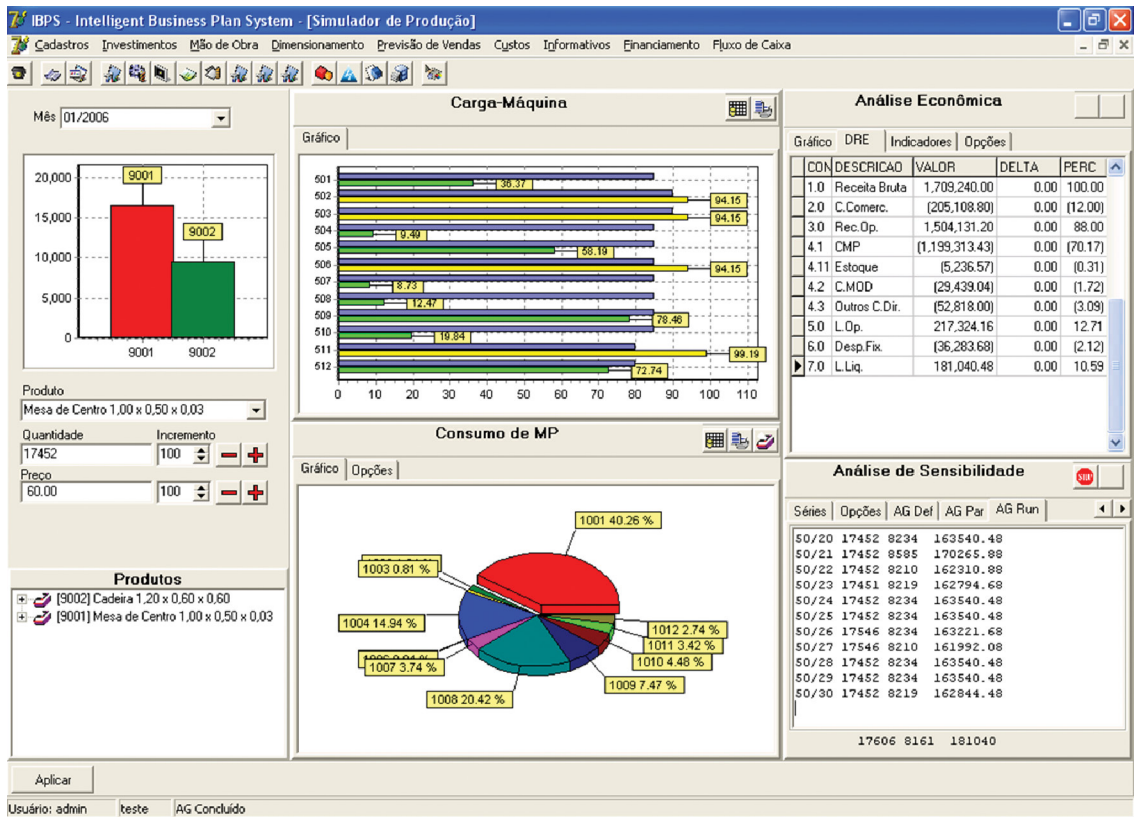 IBPS - Intelligent Business Plan System - [Simulador de Produção]
Cadastros Investimentos Mão de Obra Dimensionamento Previsão de Vendas Custos Informativos Financiamento Fluxo de Caixa
Mês 01/2006
20,000
15,000
10,000
5,000
0
9001
9002
9001 9002
Produto
Mesa de Centro 1,00 x 0,50 x 0,03
Quantidade Incremento
17452 100
Preço
60.00 100
Produtos
[9002] Cadeira 1,20 x 0,60 x 0,60
[9001] Mesa de Centro 1,00 x 0,50 x 0,03
Carga-Máquina
Gráfico
501 36.37
502 94.15
503 94.15
504 9.49
505 58.19
506 94.15
507 8.73
508 12.47
509 78.46
510 19.84
511 99.19
512 72.74
0 10 20 30 40 50 60 70 80 90 100 110
Consumo de MP
Gráfico Opções
1001 40.26 %
1003 0.81 %
1004 14.94 %
1007 3.74 %
1008 20.42 %
1009 7.47 %
1010 4.48 %
1011 3.42 %
1012 2.74 %
Análise Econômica
Gráfico DRE Indicadores Opções
CON DESCRICAO VALOR DELTA PERC
1.0 Receita Bruta 1,709,240.00 0.00 100.00
2.0 C.Comerc. (205,108.80) 0.00 (12.00)
3.0 Rec.Op. 1,504,131.20 0.00 88.00
4.1 CMP (1,199,313.43) 0.00 (70.17)
4.11 Estoque (5,236.57) 0.00 (0.31)
4.2 C.MOD (29,439.04) 0.00 (1.72)
4.3 Outros C.Dir. (52,818.00) 0.00 (3.09)
5.0 L.Op. 217,324.16 0.00 12.71
6.0 Desp.Fix. (36,283.68) 0.00 (2.12)
7.0 L.Liq. 181,040.48 0.00 10.59
Análise de Sensibilidade
Séries Opções AG Def AG Par AG Run
50/20 17452 8234 163540.48
50/21 17452 8585 170265.88
50/22 17452 8210 162310.88
50/23 17451 8219 162794.68
50/24 17452 8234 163540.48
50/25 17452 8234 163540.48
50/26 17546 8234 163221.68
50/27 17546 8210 161992.08
50/28 17452 8234 163540.48
50/29 17452 8234 163540.48
50/30 17452 8219 162844.48
17606 8161 181040
Aplicar
Usuário: admin teste AG Concluído